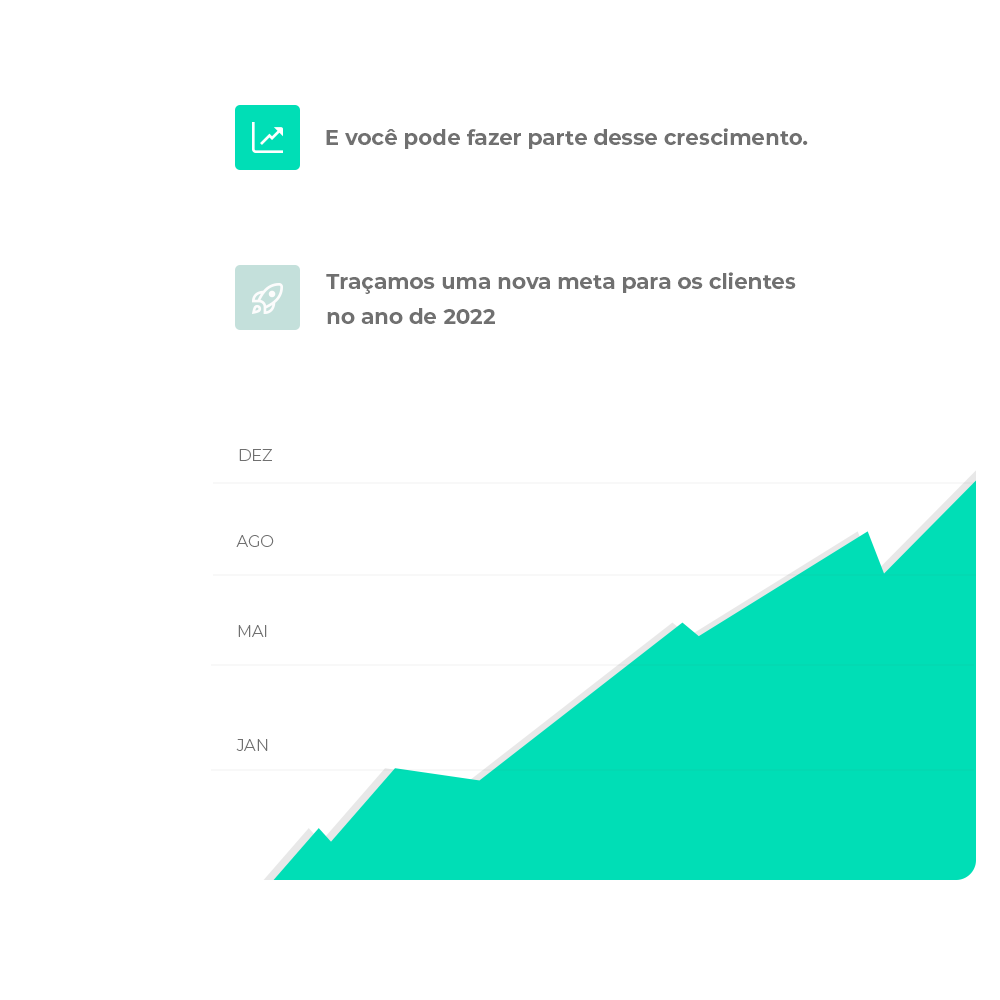 E você pode fazer parte desse crescimento.
Traçamos uma nova meta para os clientes
no ano de 2022
DEZ
AGO
MAI
JAN